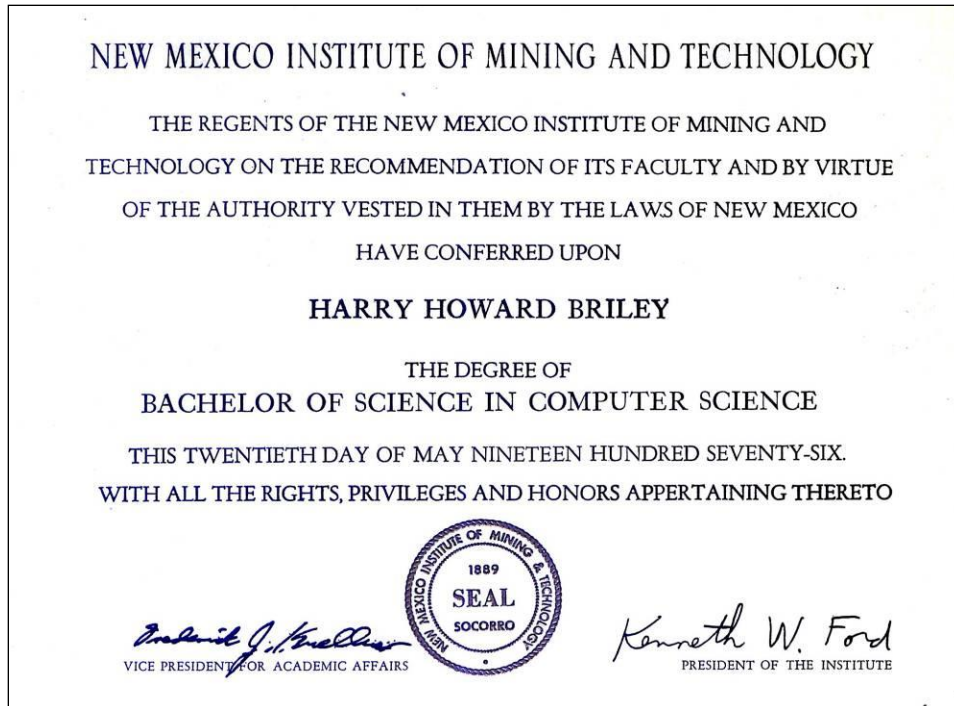 NEW MEXICO INSTITUTE OF MINING AND TECHNOLOGY
THE REGENTS OF THE NEW MEXICO INSTITUTE OF MINING AND
TECHNOLOGY ON THE RECOMMENDATION OF ITS FACULTY AND BY VIRTUE
OF THE AUTHORITY VESTED IN THEM BY THE LAWS OF NEW MEXICO
HAVE CONFERRED UPON
HARRY HOWARD BRILEY
THE DEGREE OF
BACHELOR OF SCIENCE IN COMPUTER SCIENCE
THIS TWENTIETH DAY OF MAY NINETEEN HUNDRED SEVENTY-SIX.
WITH ALL THE RIGHTS, PRIVILEGES AND HONORS APPERTAINING THERETO
NEW MEXICO INSTITUTE OF MINING & TECHNOLOGY
1889
SEAL
SOCORRO
Frederick J.
VICE PRESIDENT FOR ACADEMIC AFFAIRS
Kenneth W. Ford
PRESIDENT OF THE INSTITUTE